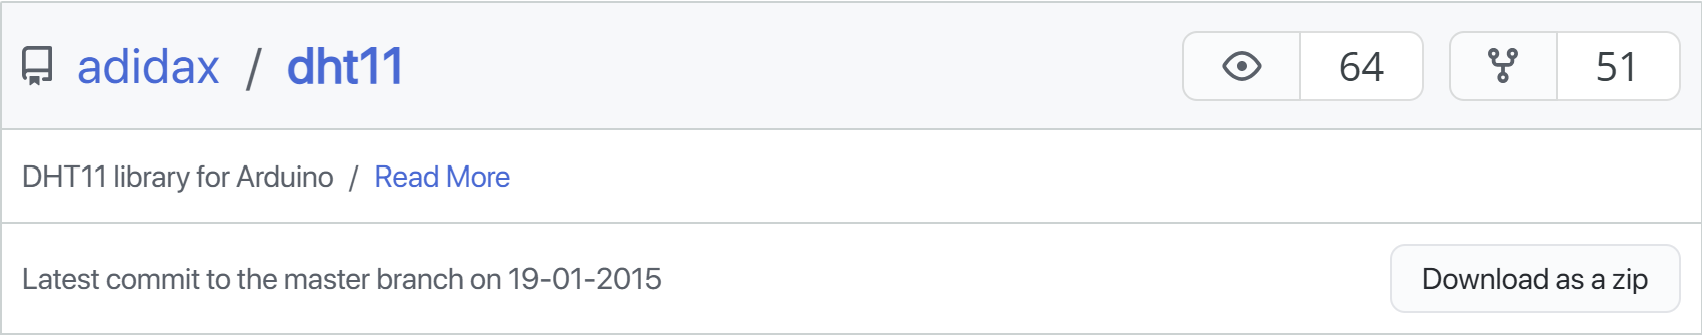 adidax / dht11 64 51
DHT11 library for Arduino / Read More
Latest commit to the master branch on 19-01-2015 Download as a zip